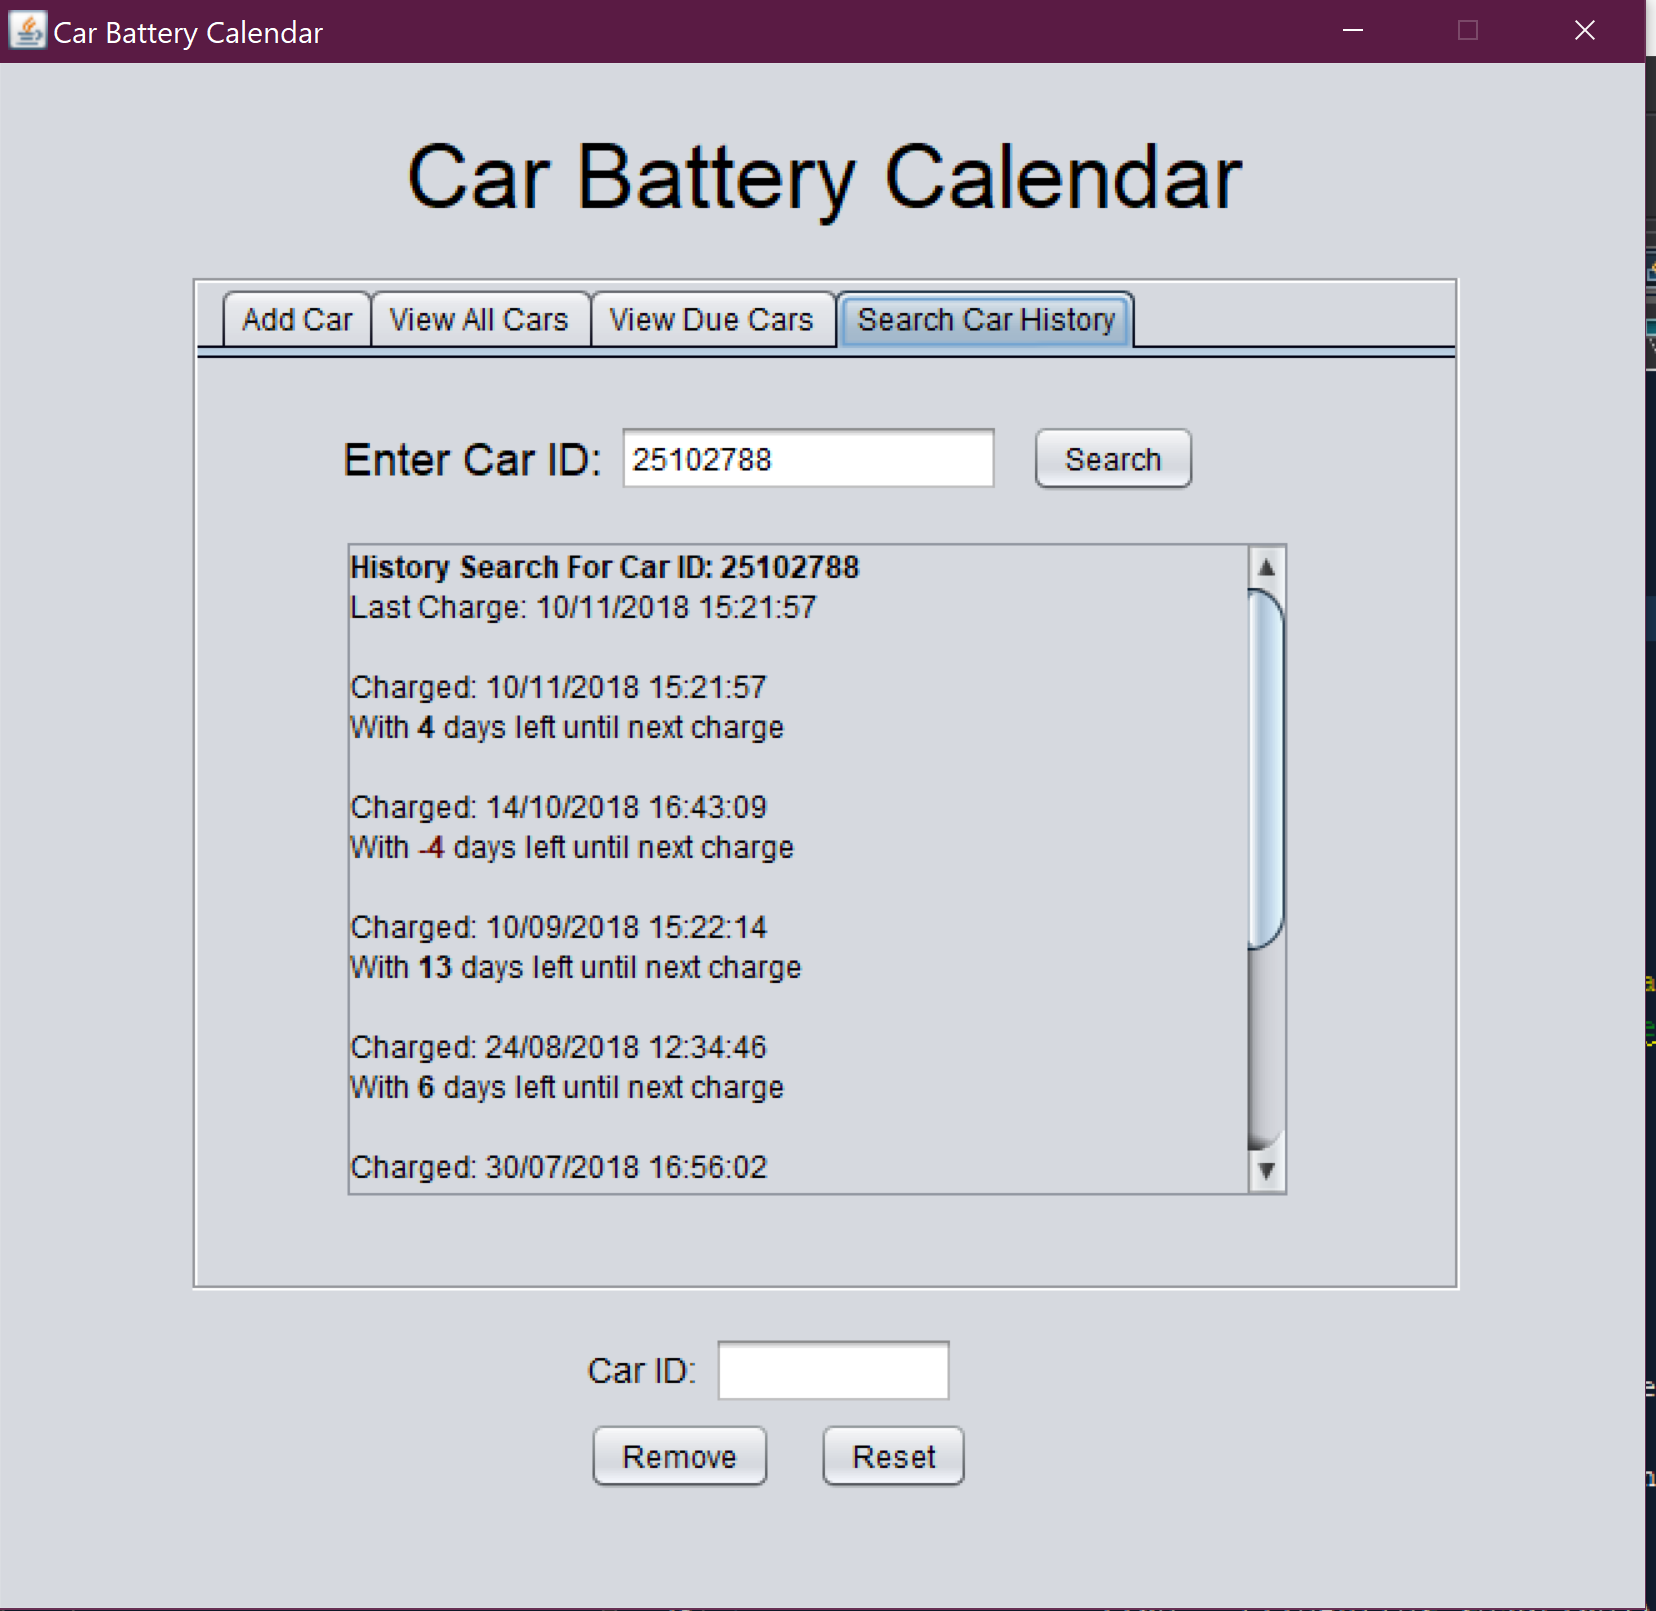 Car Battery Calendar
Car Battery Calendar
Add Car View All Cars View Due Cars Search Car History
Enter Car ID: 25102788 Search
History Search For Car ID: 25102788
Last Charge: 10/11/2018 15:21:57
Charged: 10/11/2018 15:21:57
With 4 days left until next charge
Charged: 14/10/2018 16:43:09
With -4 days left until next charge
Charged: 10/09/2018 15:22:14
With 13 days left until next charge
Charged: 24/08/2018 12:34:46
With 6 days left until next charge
Charged: 30/07/2018 16:56:02
Car ID:
Remove Reset